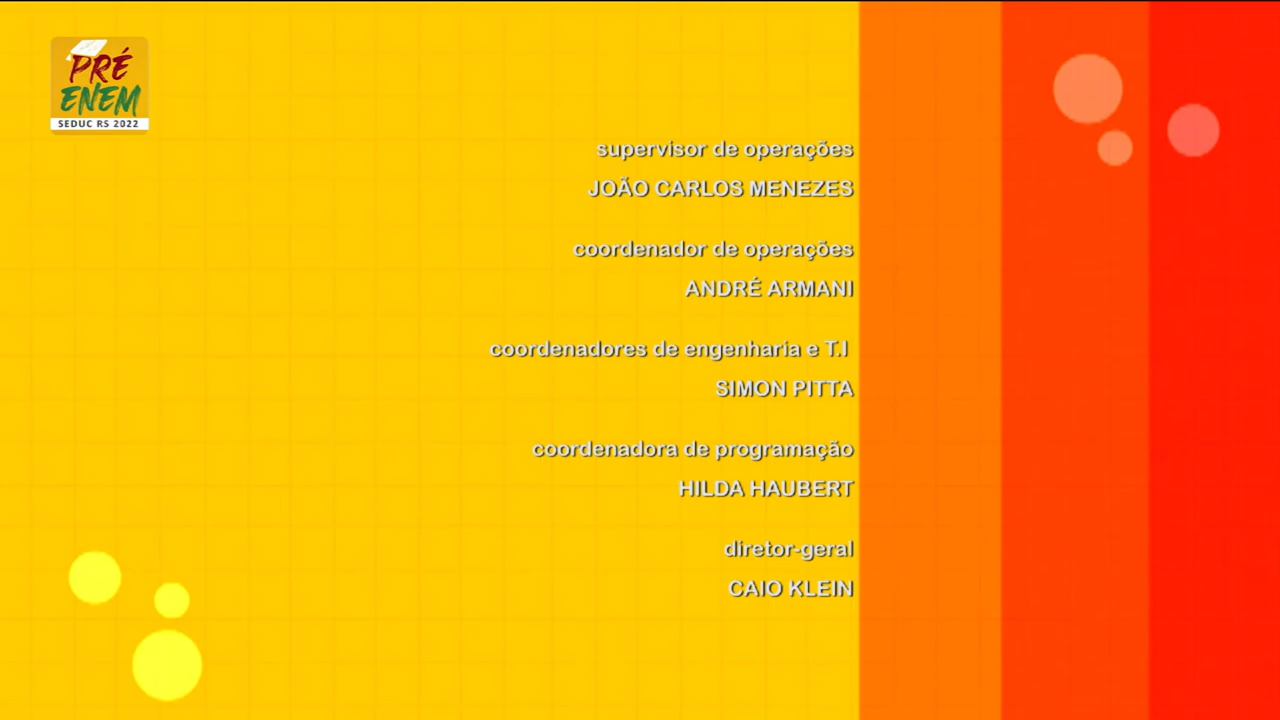 PRÉ
ENEM
SEDUC RS 2022
supervisor de operações
JOÃO CARLOS MENEZES
coordenador de operações
ANDRÉ ARMANI
coordenadores de engenharia e T.I
SIMON PITTA
coordenadora de programação
HILDA HAUBERT
diretor-geral
CAIO KLEIN